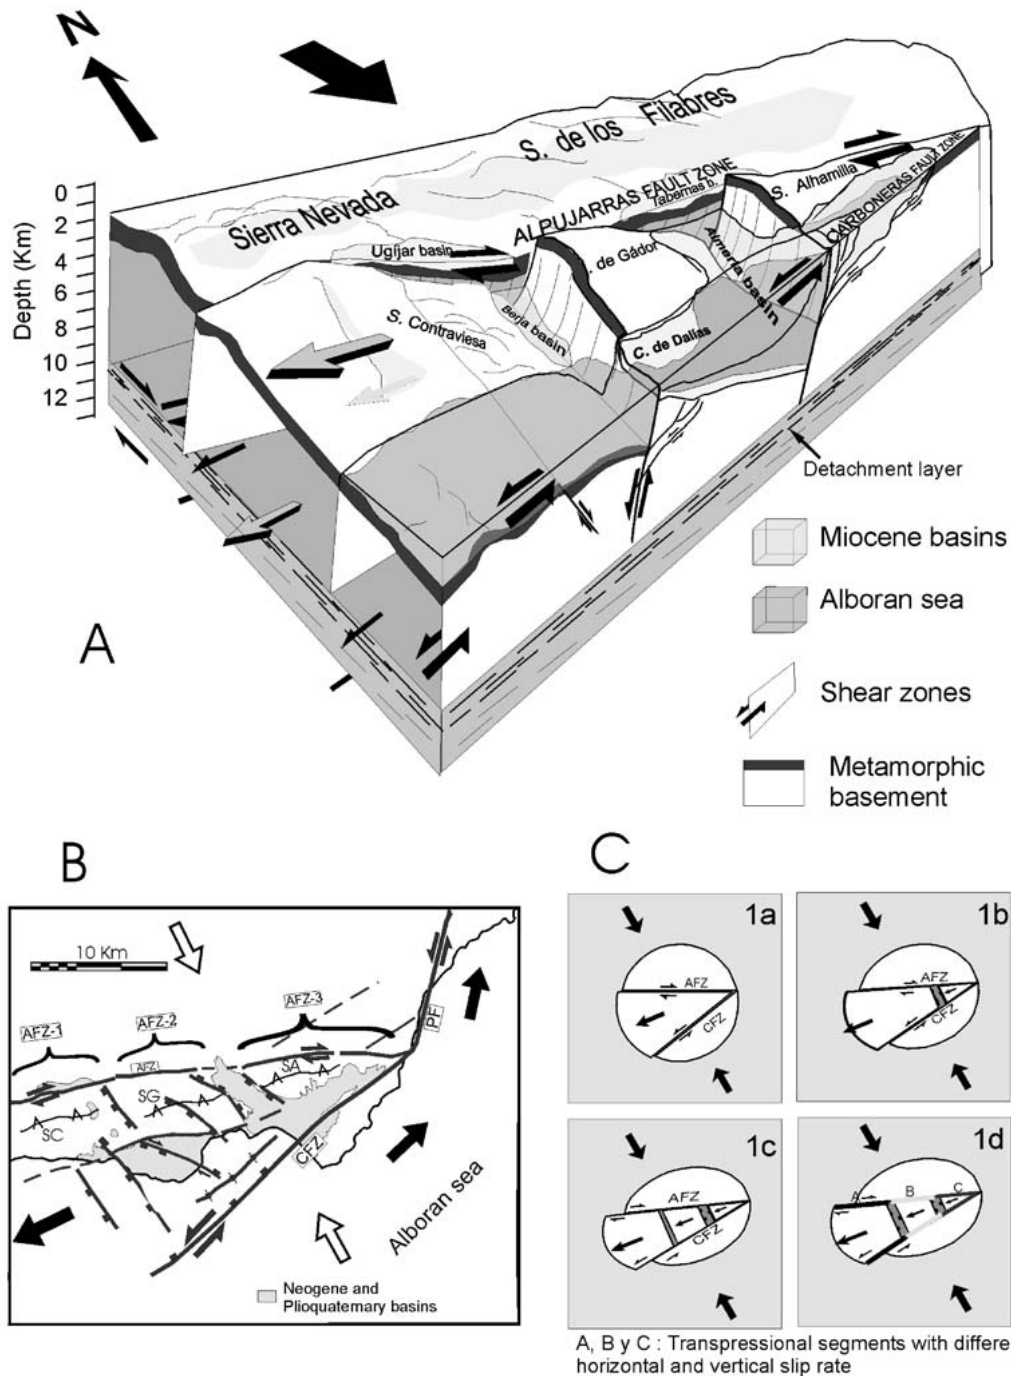 N
S. de los Filabres
Sierra Nevada
ALPUJARRAS FAULT ZONE
Tabernas b.
S. Alhamilla
CARBONERAS FAULT ZONE
Ugíjar basin
. de Gádor
Almería basin
S. Contraviesa
Berja basin
C. de Dalías
Depth (Km)
0
2
4
6
8
10
12
Detachment layer
Miocene basins
Alboran sea
Shear zones
Metamorphic
basement
A
B
10 Km
AFZ-1
AFZ-2
AFZ-3
PF
AFZ
SA
SG
SC
CFZ
Alboran sea
Neogene and
Plioquaternary basins
C
1a
AFZ
CFZ
1b
AFZ
CFZ
1c
AFZ
CFZ
1d
A
B
C
A, B y C : Transpressional segments with differe
horizontal and vertical slip rate